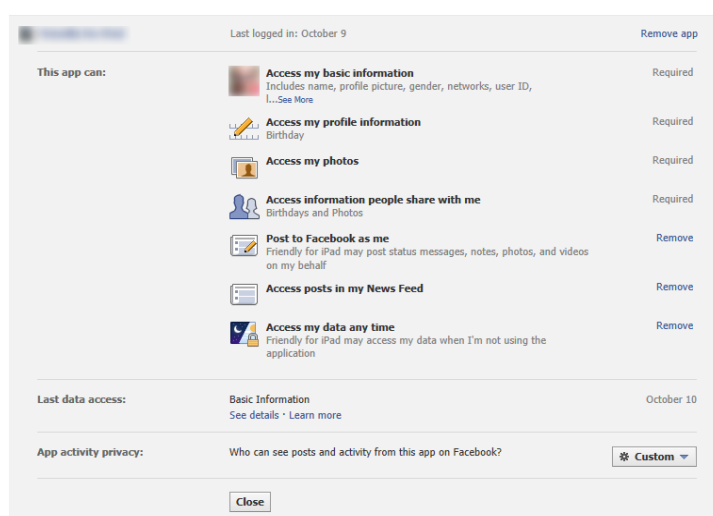 Last logged in: October 9 Remove app
This app can:
Access my basic information Required
Includes name, profile picture, gender, networks, user ID,
l...See More
Access my profile information Required
Birthday
Access my photos Required
Access information people share with me Required
Birthdays and Photos
Post to Facebook as me Remove
Friendly for iPad may post status messages, notes, photos, and videos
on my behalf
Access posts in my News Feed Remove
Access my data any time Remove
Friendly for iPad may access my data when I'm not using the
application
Last data access: Basic Information October 10
See details · Learn more
App activity privacy: Who can see posts and activity from this app on Facebook? Custom
Close